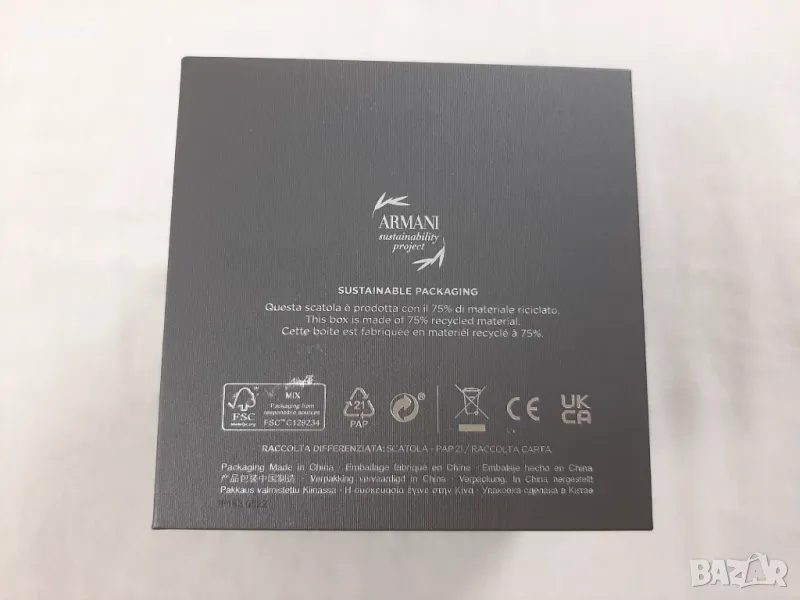 ARMANI
sustainability
project
SUSTAINABLE PACKAGING
Questa scatola è prodotta con il 75% di materiale riciclato.
This box is made of 75% recycled material.
Cette boite est fabriquée en matériel recyclé à 75%.
FSC
MIX
Packaging from
responsible sources
FSC™ C129234
21
PAP
®
CE
UK
CA
RACCOLTA DIFFERENZIATA: SCATOLA - PAP 21 / RACCOLTA CARTA
Packaging Made in China · Emballage fabriqué en Chine · Embalaje hecho en China
产品包装中国制造 · Verpakking vervaardigd in China · Verpackung. In China hergestellt
Pakkaus valmistettu Kiinassa · Η συσκευασία έγινε στην Κίνα · Упаковка сделана в Китае
BAZAR